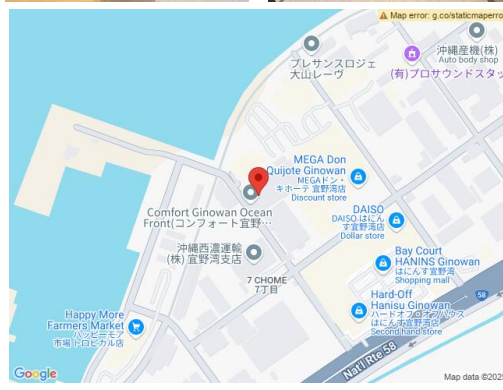 Map error: g.co/staticmaperro
沖縄産機(株)
Auto body shop
プレサンスロジェ
大山レーヴ
(有)プロサウンドスタッ
MEGA Don
Quijote Ginowan
MEGAドン・
キホーテ 宜野湾店
Discount store
Comfort Ginowan Ocean
Front(コンフォート宜野…
DAISO
DAISO はにん
す宜野湾店
Dollar store
沖縄西濃運輸
(株) 宜野湾支店
Bay Court
HANINS Ginowan
はにんす宜野湾
Shopping mall
7 CHOME
7丁目
Hard-Off
Hanisu Ginowan
ハードオフ・オフハウス
はにんす宜野湾店
Second hand store
58
Happy More
Farmers Market
ハッピーモア
市場 トロピカル店
Nat'l Rte 58
Google
Map data ©202